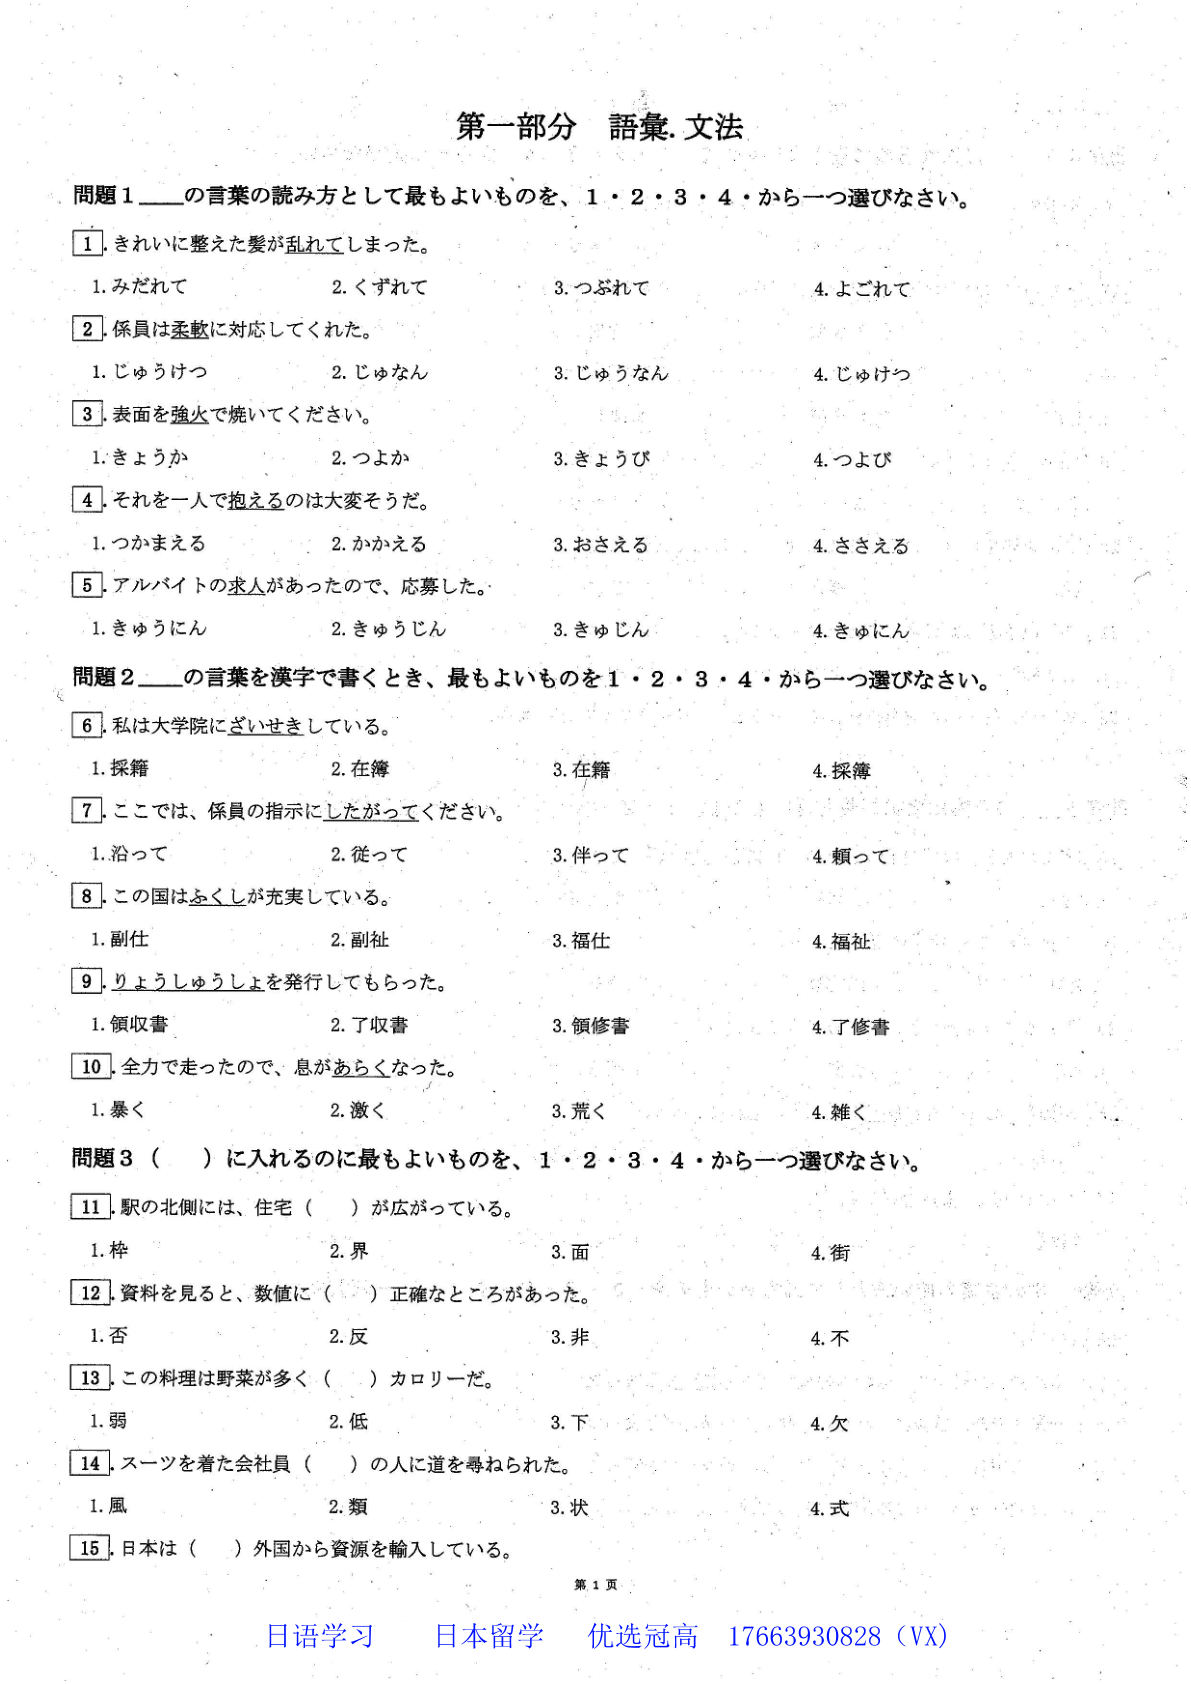 第一部分　語彙.文法
問題１____の言葉の読み方として最もよいものを、１・２・３・４・から一つ選びなさい。
1.きれいに整えた髪が乱れてしまった。
1.みだれて 2.くずれて 3.つぶれて 4.よごれて
2.係員は柔軟に対応してくれた。
1.じゅうけつ 2.じゅなん 3.じゅうなん 4.じゅけつ
3.表面を強火で焼いてください。
1.きょうか 2.つよか 3.きょうび 4.つよび
4.それを一人で抱えるのは大変そうだ。
1.つかまえる 2.かかえる 3.おさえる 4.ささえる
5.アルバイトの求人があったので、応募した。
1.きゅうにん 2.きゅうじん 3.きゅじん 4.きゅにん
問題２____の言葉を漢字で書くとき、最もよいものを１・２・３・４・から一つ選びなさい。
6.私は大学院にざいせきしている。
1.採籍 2.在簿 3.在籍 4.採簿
7.ここでは、係員の指示にしたがってください。
1.沿って 2.従って 3.伴って 4.頼って
8.この国はふくしが充実している。
1.副仕 2.副祉 3.福仕 4.福祉
9.りょうしゅうしょを発行してもらった。
1.領収書 2.了収書 3.領修書 4.了修書
10.全力で走ったので、息があらくなった。
1.暴く 2.激く 3.荒く 4.雑く
問題３（　　）に入れるのに最もよいものを、１・２・３・４・から一つ選びなさい。
11.駅の北側には、住宅（　　）が広がっている。
1.枠 2.界 3.面 4.街
12.資料を見ると、数値に（　　）正確なところがあった。
1.否 2.反 3.非 4.不
13.この料理は野菜が多く（　　）カロリーだ。
1.弱 2.低 3.下 4.欠
14.スーツを着た会社員（　　）の人に道を尋ねられた。
1.風 2.類 3.状 4.式
15.日本は（　　）外国から資源を輸入している。
第 1 页
日语学习　　日本留学　　优选冠高　17663930828（VX）